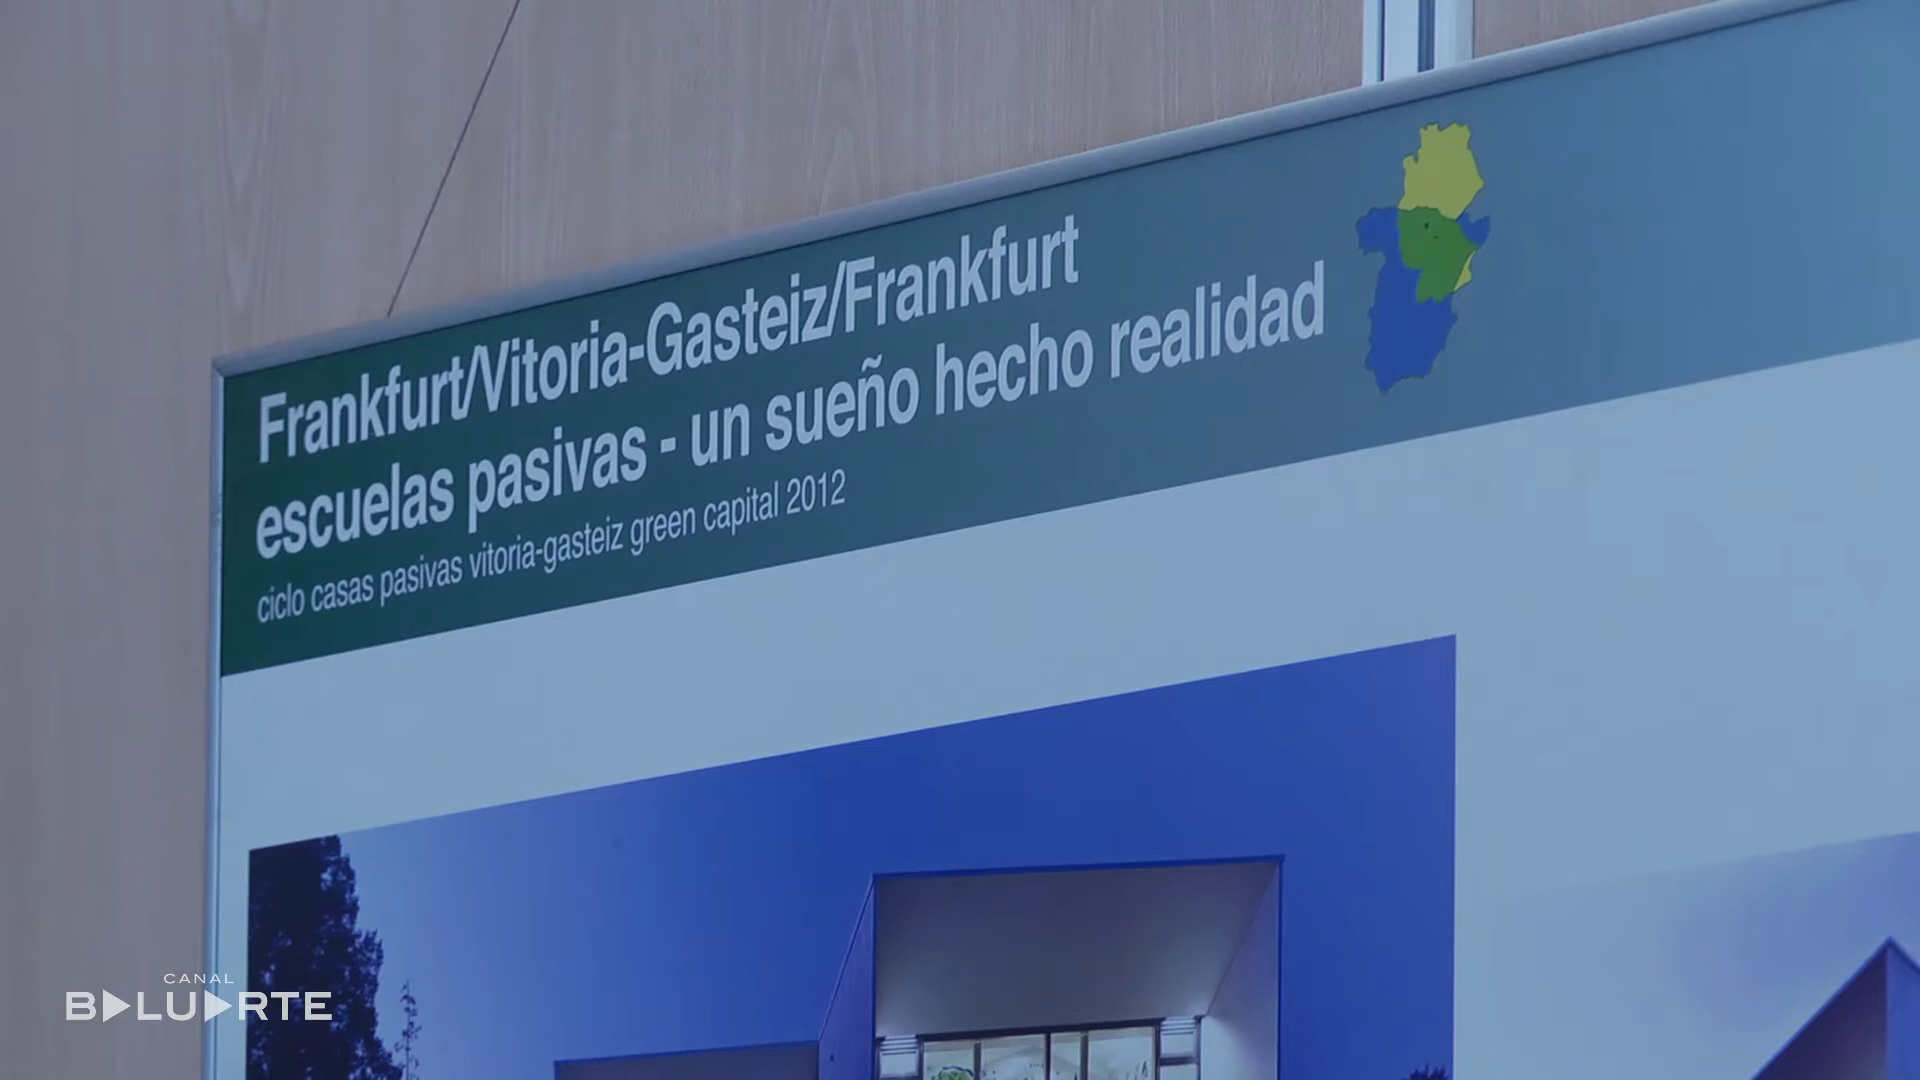 Frankfurt/Vitoria-Gasteiz/Frankfurt
escuelas pasivas - un sueño hecho realidad
ciclo casas pasivas vitoria-gasteiz green capital 2012
CANAL
BALUARTE